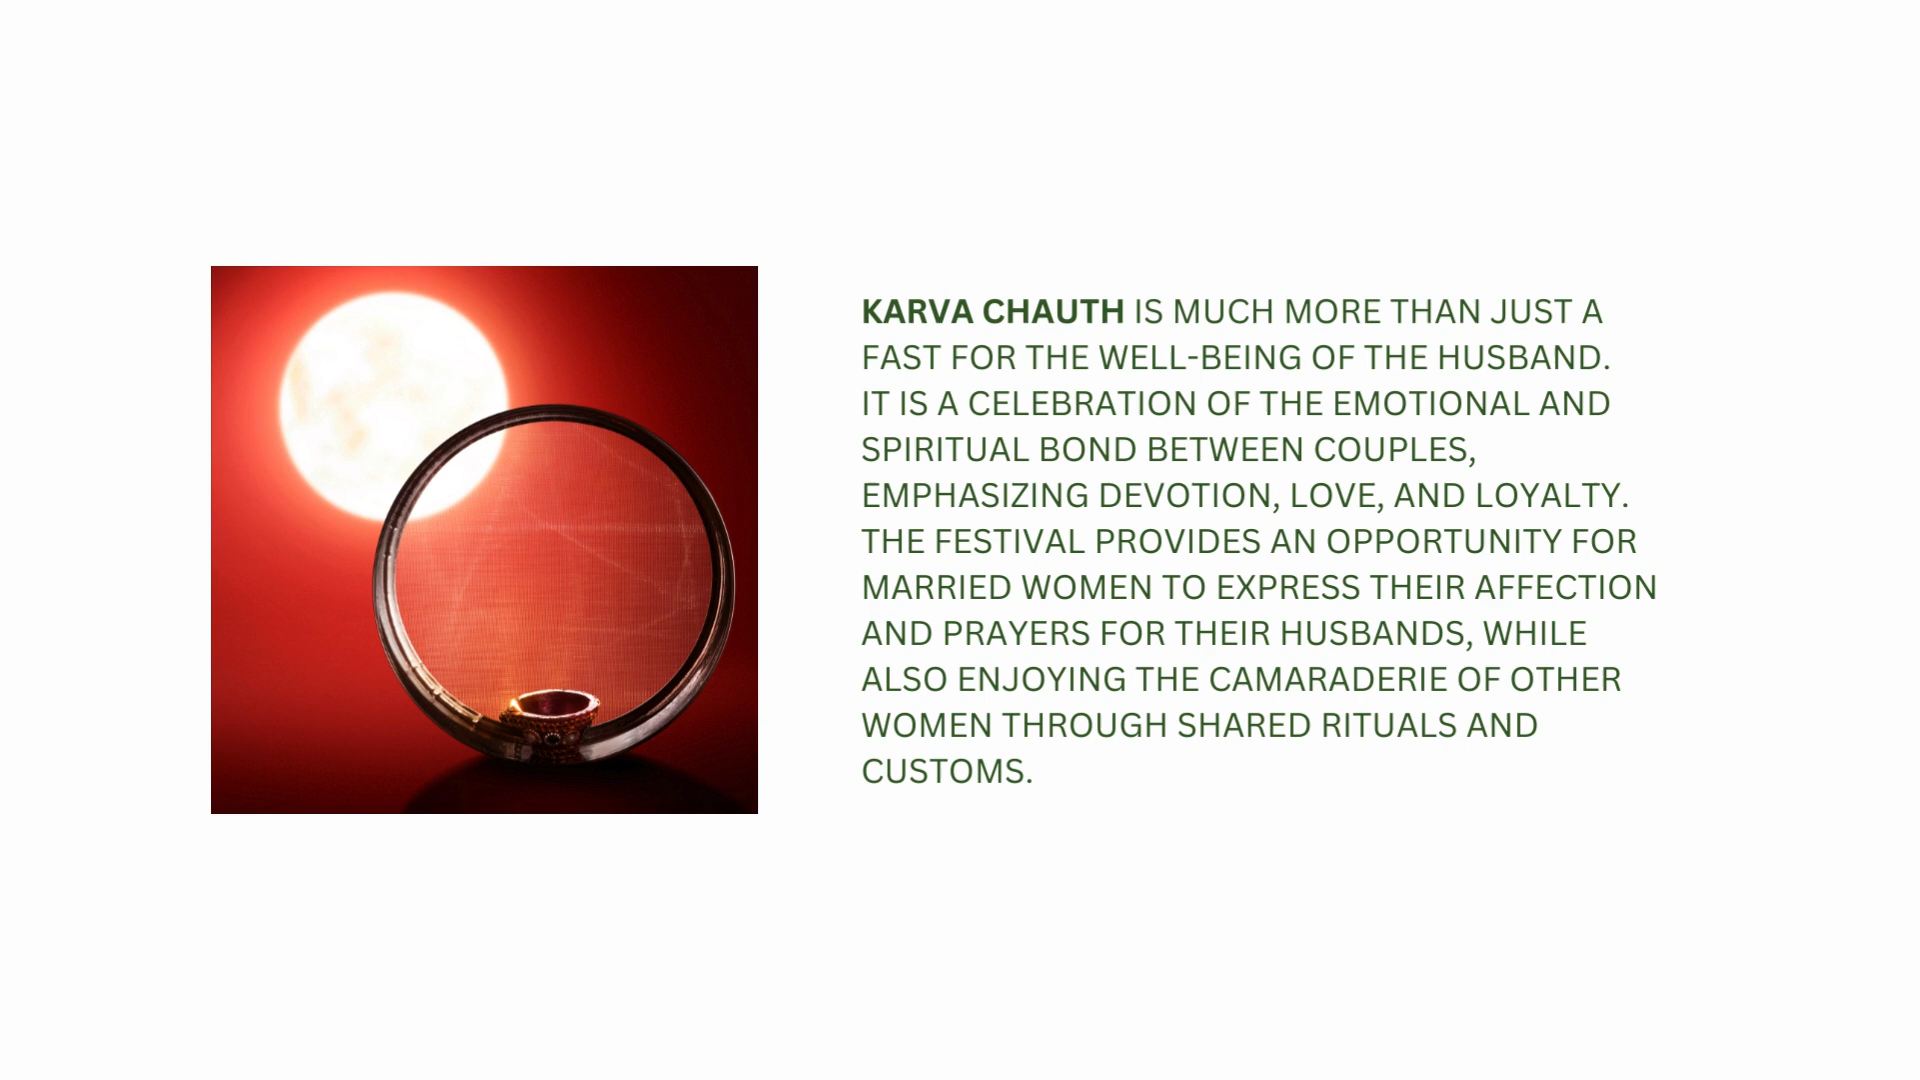 KARVA CHAUTH IS MUCH MORE THAN JUST A
FAST FOR THE WELL-BEING OF THE HUSBAND.
IT IS A CELEBRATION OF THE EMOTIONAL AND
SPIRITUAL BOND BETWEEN COUPLES,
EMPHASIZING DEVOTION, LOVE, AND LOYALTY.
THE FESTIVAL PROVIDES AN OPPORTUNITY FOR
MARRIED WOMEN TO EXPRESS THEIR AFFECTION
AND PRAYERS FOR THEIR HUSBANDS, WHILE
ALSO ENJOYING THE CAMARADERIE OF OTHER
WOMEN THROUGH SHARED RITUALS AND
CUSTOMS.